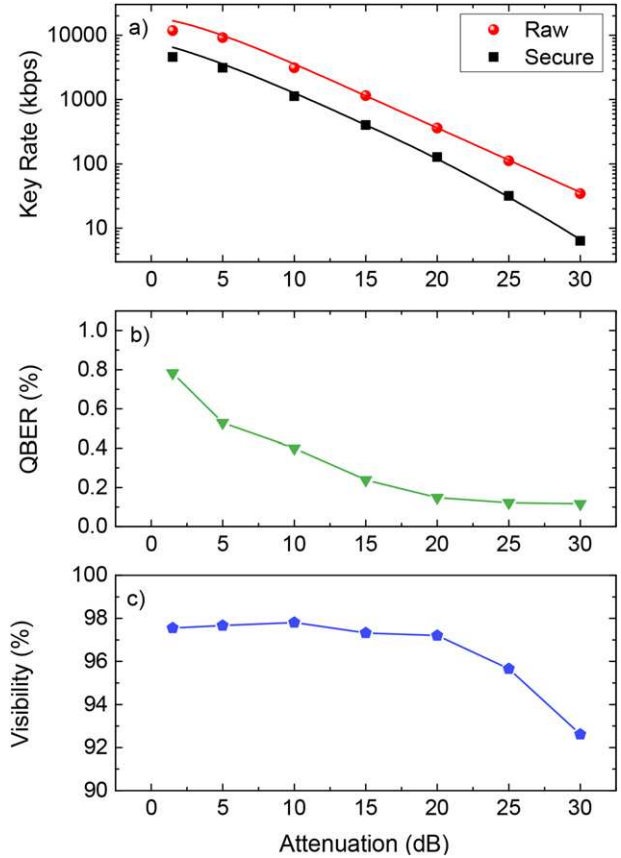 a)
Raw
Secure
10000
1000
100
10
Key Rate (kbps)
0 5 10 15 20 25 30
b)
1.0
0.8
0.6
0.4
0.2
0.0
QBER (%)
0 5 10 15 20 25 30
c)
100
98
96
94
92
90
Visibility (%)
0 5 10 15 20 25 30
Attenuation (dB)